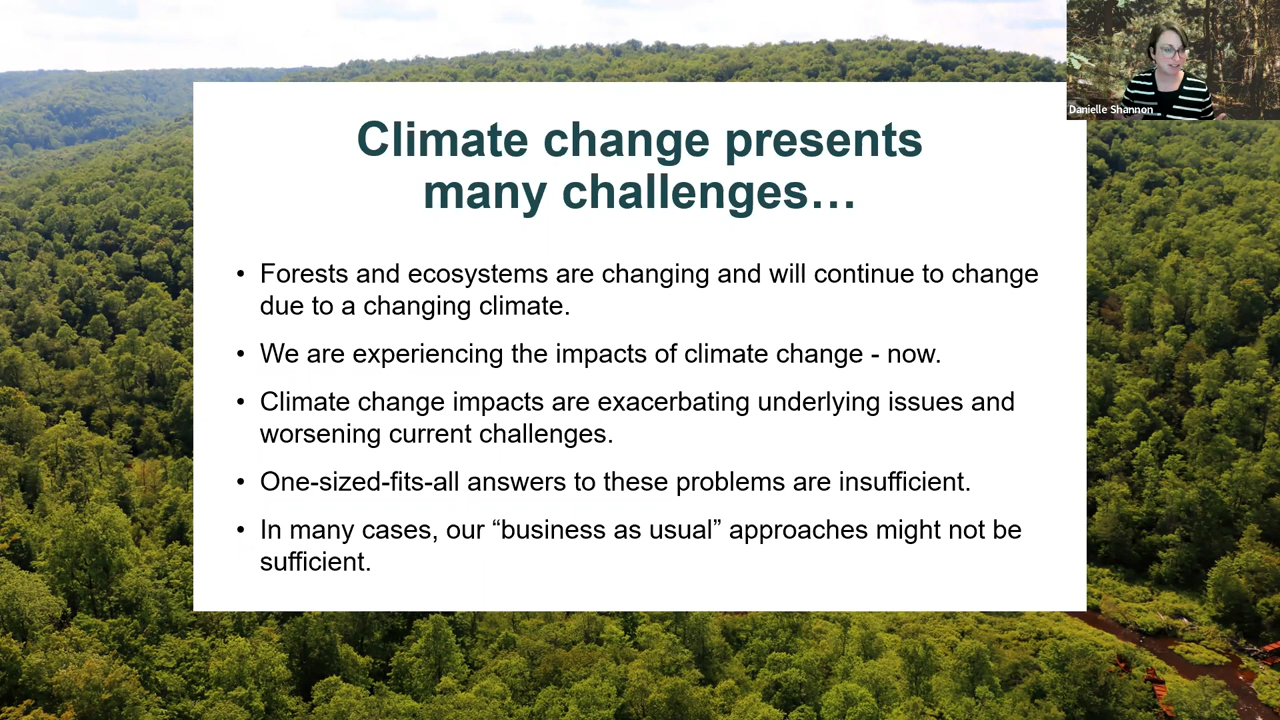 Danielle Shannon
Climate change presents
many challenges…
• Forests and ecosystems are changing and will continue to change
due to a changing climate.
• We are experiencing the impacts of climate change - now.
• Climate change impacts are exacerbating underlying issues and
worsening current challenges.
• One-sized-fits-all answers to these problems are insufficient.
• In many cases, our “business as usual” approaches might not be
sufficient.